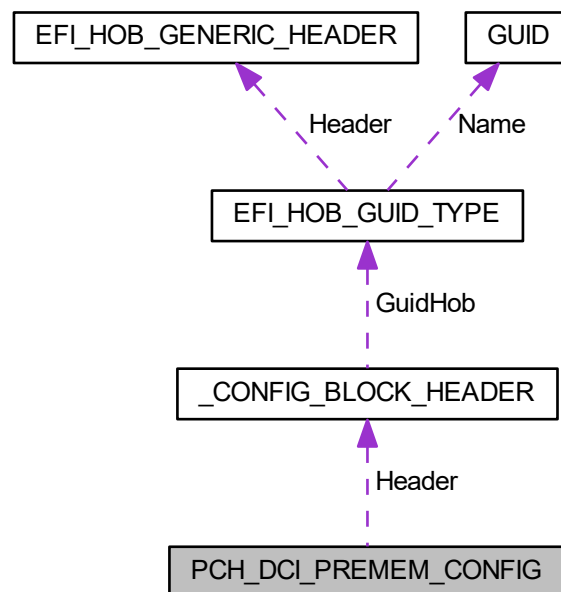 EFI_HOB_GENERIC_HEADER
GUID
Header
Name
EFI_HOB_GUID_TYPE
GuidHob
_CONFIG_BLOCK_HEADER
Header
PCH_DCI_PREMEM_CONFIG